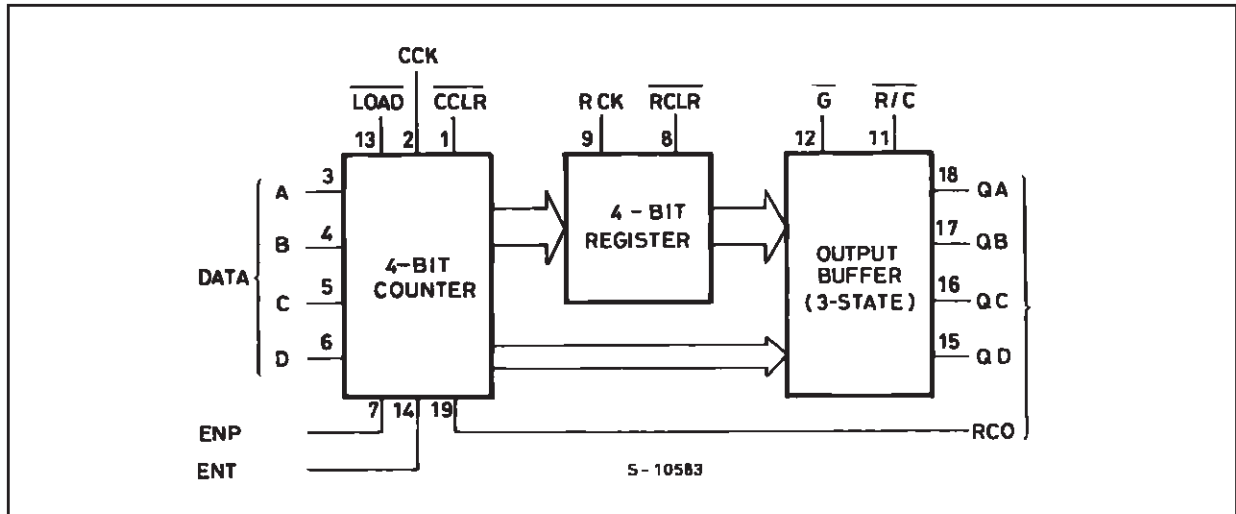 CCK
LOAD CCLR RCK RCLR G R/C
13 2 1 9 8 12 11
3 18
A QA
4 17
B 4-BIT REGISTER QB
DATA 4-BIT COUNTER OUTPUT BUFFER (3-STATE)
5 16
C QC
6 15
D QD
7 14 19
ENP RCO
ENT S-10583